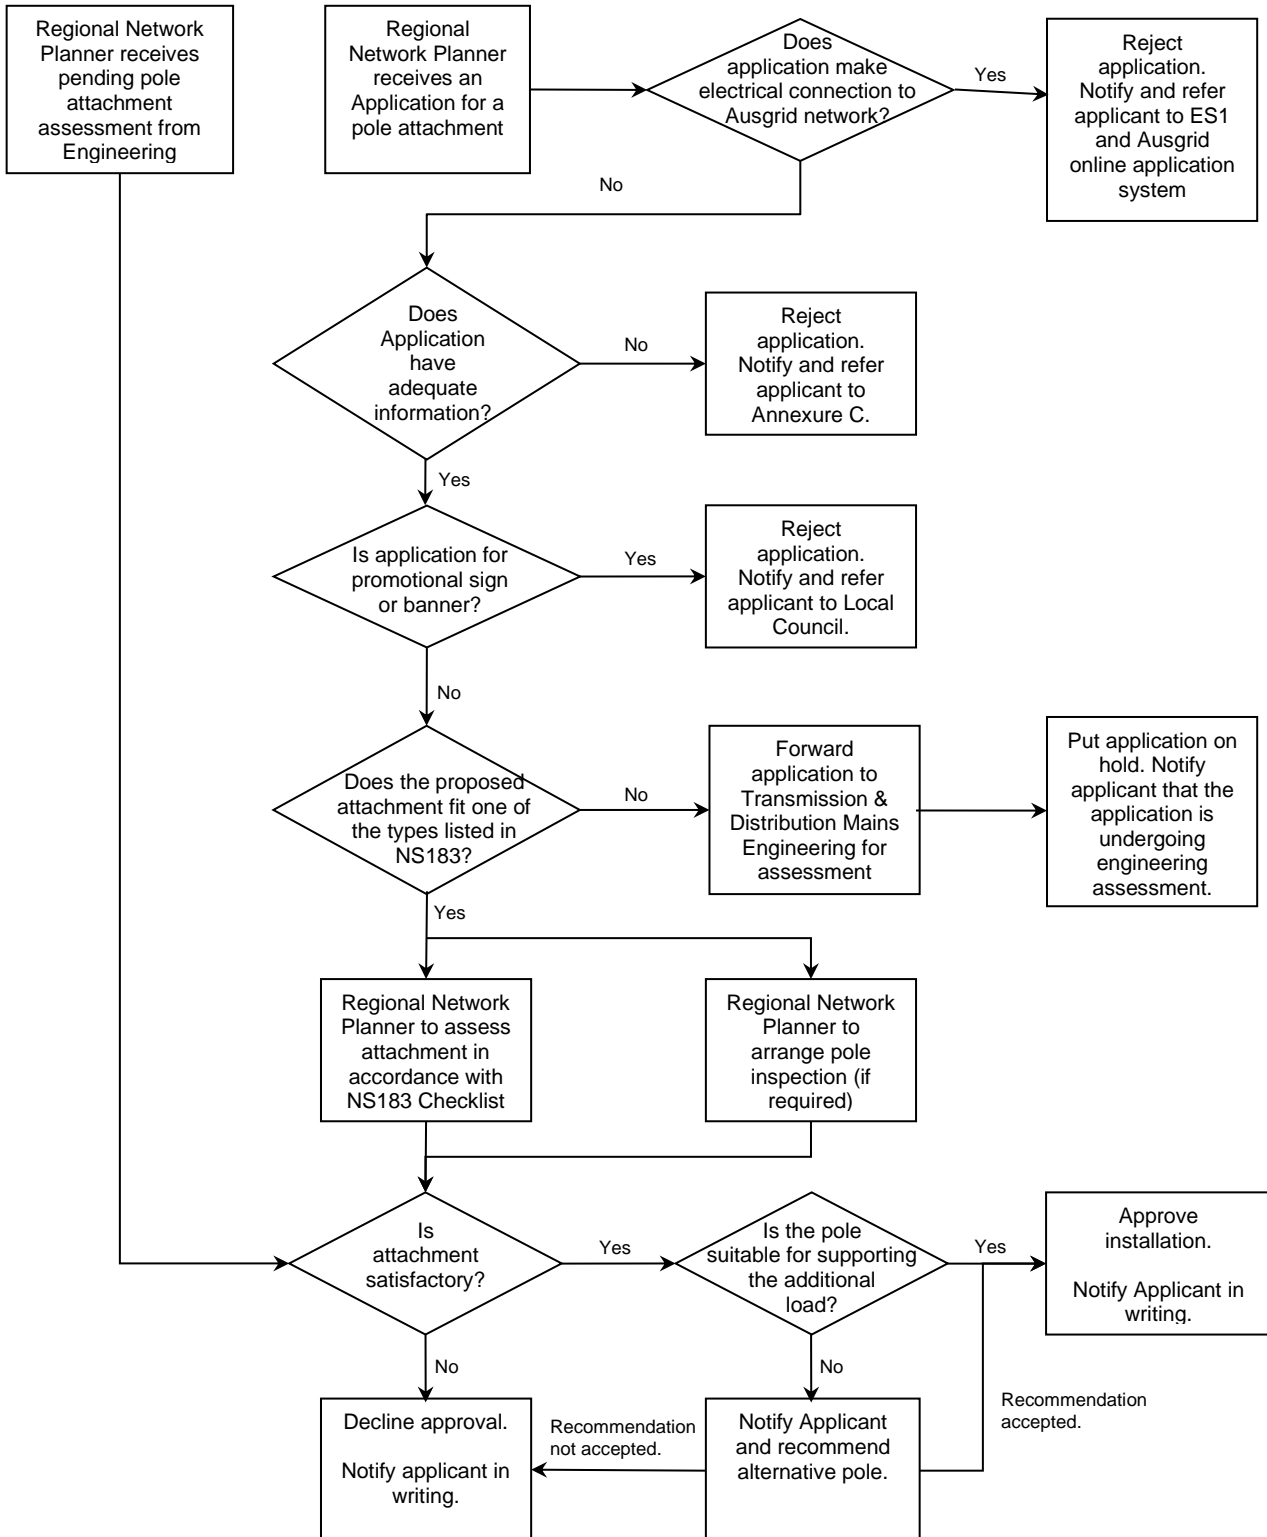 Regional Network
Planner receives
pending pole
attachment
assessment from
Engineering
Regional
Network Planner
receives an
Application for a
pole attachment
Does
application make
electrical connection to
Ausgrid network?
Yes
Reject
application.
Notify and refer
applicant to ES1
and Ausgrid
online application
system
No
Does
Application
have
adequate
information?
No
Reject
application.
Notify and refer
applicant to
Annexure C.
Yes
Is application for
promotional sign
or banner?
Yes
Reject
application.
Notify and refer
applicant to Local
Council.
No
Does the proposed
attachment fit one of
the types listed in
NS183?
No
Forward
application to
Transmission &
Distribution Mains
Engineering for
assessment
Put application on
hold. Notify
applicant that the
application is
undergoing
engineering
assessment.
Yes
Regional Network
Planner to assess
attachment in
accordance with
NS183 Checklist
Regional Network
Planner to
arrange pole
inspection (if
required)
Is
attachment
satisfactory?
Yes
Is the pole
suitable for supporting
the additional
load?
Yes
Approve
installation.
Notify Applicant in
writing.
No
No
Decline approval.
Notify applicant in
writing.
Recommendation
not accepted.
Notify Applicant
and recommend
alternative pole.
Recommendation
accepted.